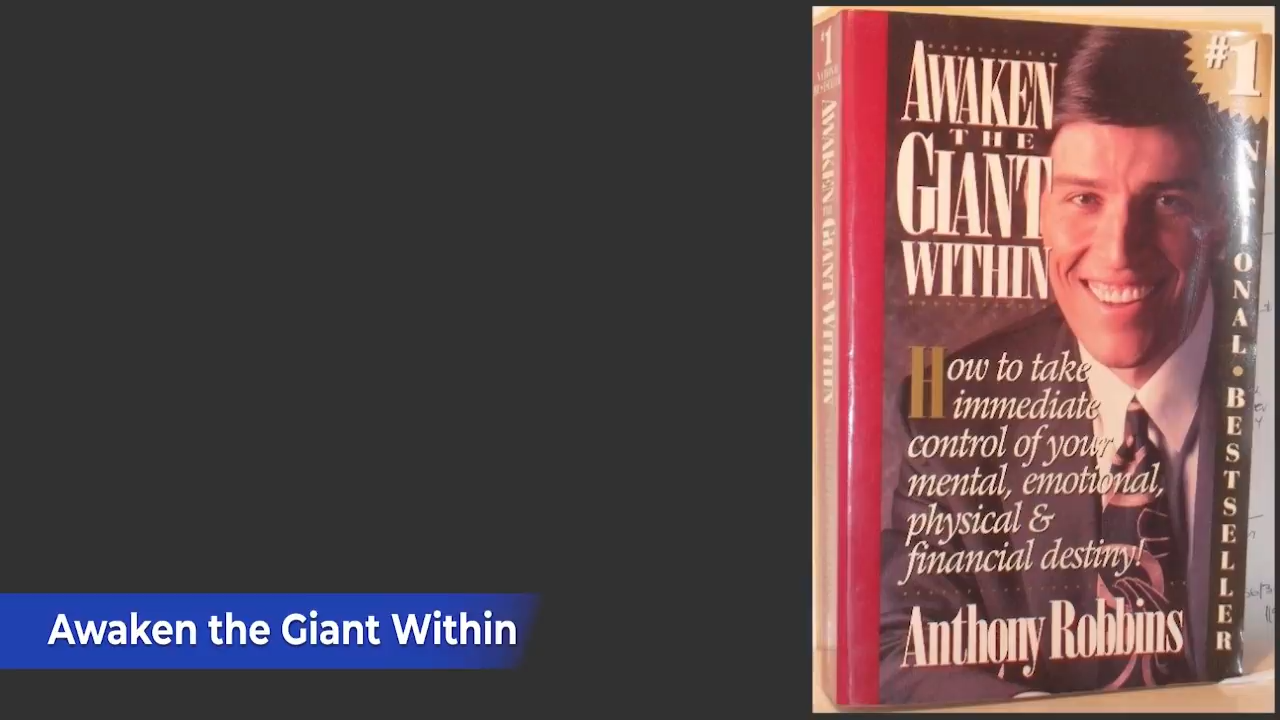 #1
AWAKEN
THE
GIANT
WITHIN
How to take
immediate
control of your
mental, emotional,
physical &
financial destiny!
Anthony Robbins
#1
NATIONAL • BESTSELLER
AWAKEN THE GIANT WITHIN
Awaken the Giant Within